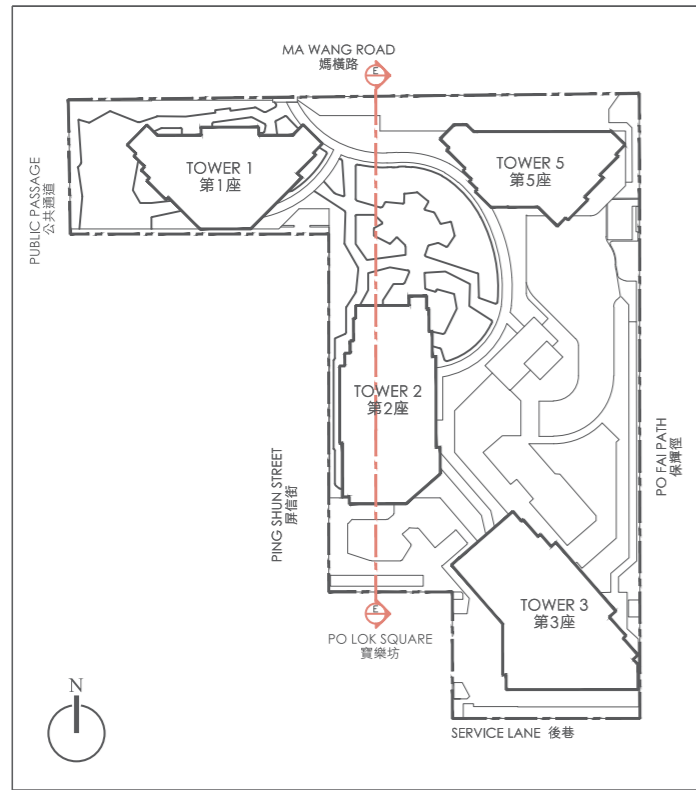 MA WANG ROAD
媽橫路
E
TOWER 1
第1座
TOWER 5
第5座
PUBLIC PASSAGE
公共通道
TOWER 2
第2座
PING SHUN STREET
屏信街
PO FAI PATH
保輝徑
E
PO LOK SQUARE
寶樂坊
TOWER 3
第3座
N
SERVICE LANE 後巷